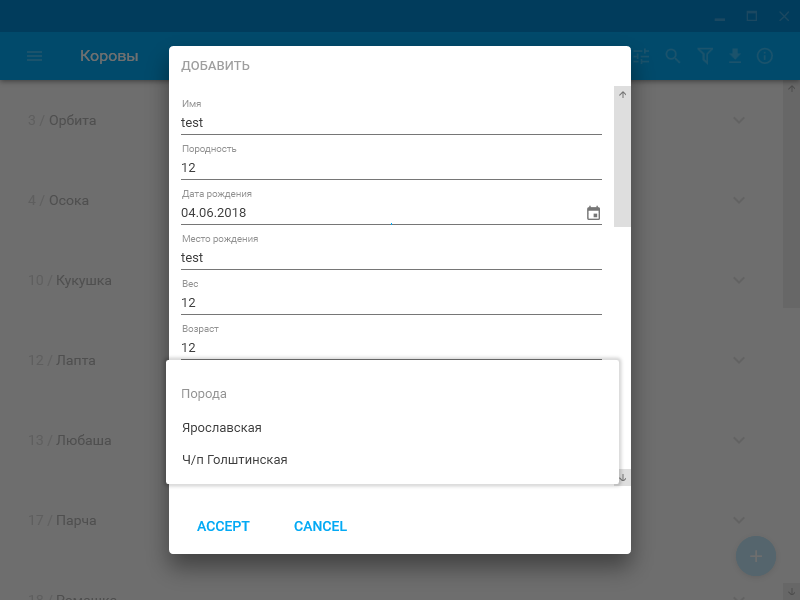 Коровы
ДОБАВИТЬ
Имя
test
3 / Орбита
Породность
12
Дата рождения
04.06.2018
4 / Осока
Место рождения
test
10 / Кукушка
Вес
12
Возраст
12
12 / Лапта
Порода
Ярославская
13 / Любаша
Ч/п Голштинская
17 / Парча
ACCEPT CANCEL
18 / Ромашка